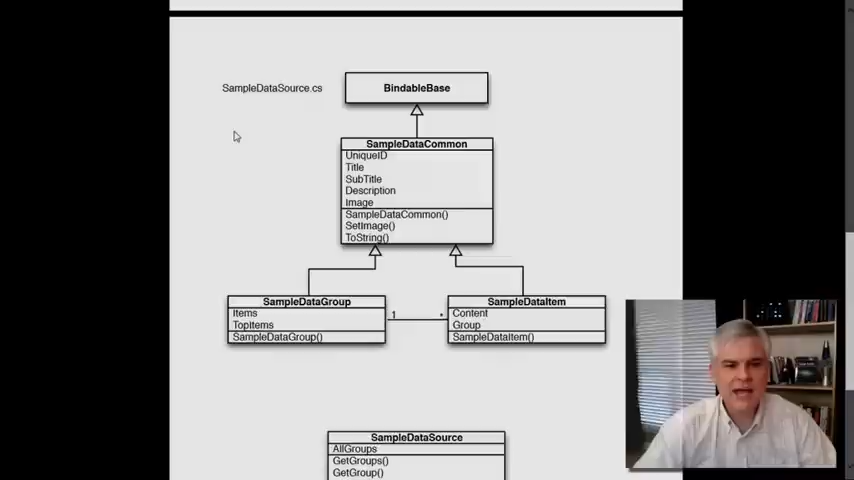 SampleDataSource.cs
BindableBase
SampleDataCommon
UniqueID
Title
SubTitle
Description
Image
SampleDataCommon()
SetImage()
ToString()
SampleDataGroup
Items
TopItems
SampleDataGroup()
1
*
SampleDataItem
Content
Group
SampleDataItem()
SampleDataSource
AllGroups
GetGroups()
GetGroup()